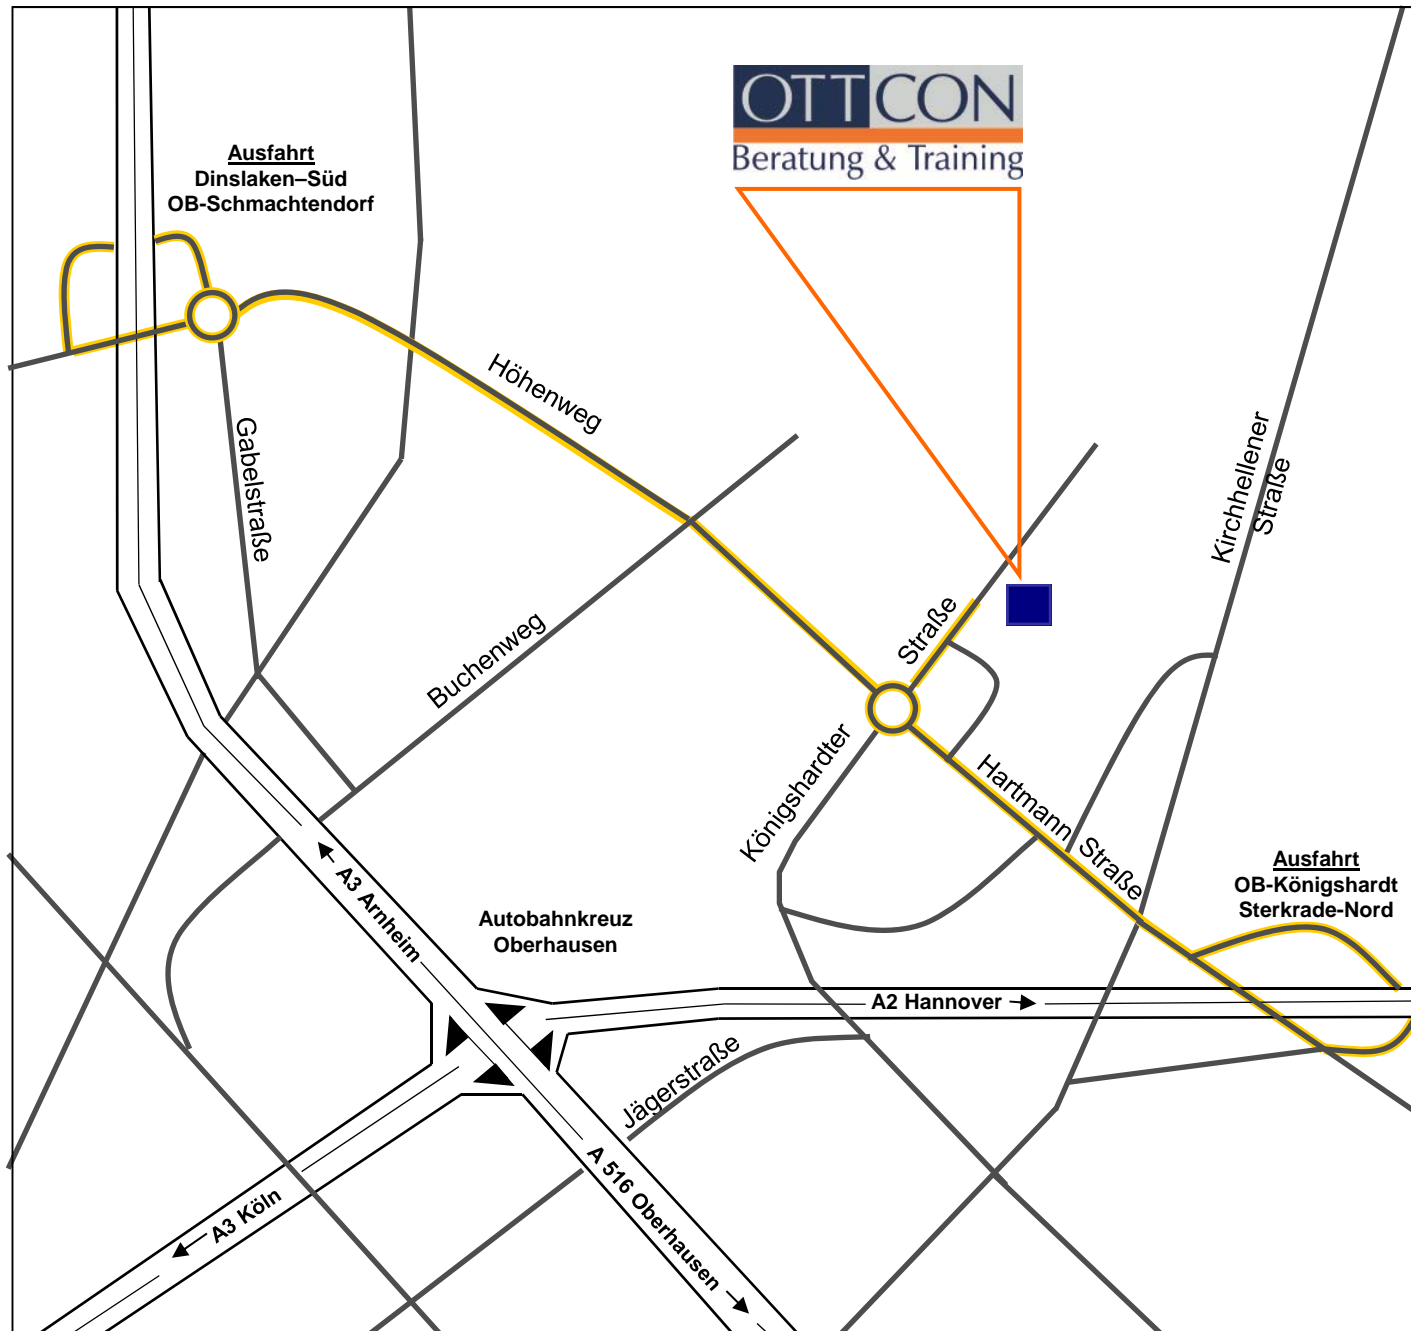 OTTCON
Beratung & Training
Ausfahrt
Dinslaken–Süd
OB-Schmachtendorf
Höhenweg
Gabelstraße
Kirchhellener
Straße
Buchenweg
Straße
Königshardter
Hartmann Straße
Ausfahrt
OB-Königshardt
Sterkrade-Nord
A3 Arnheim
Autobahnkreuz
Oberhausen
A2 Hannover
Jägerstraße
A3 Köln
A 516 Oberhausen